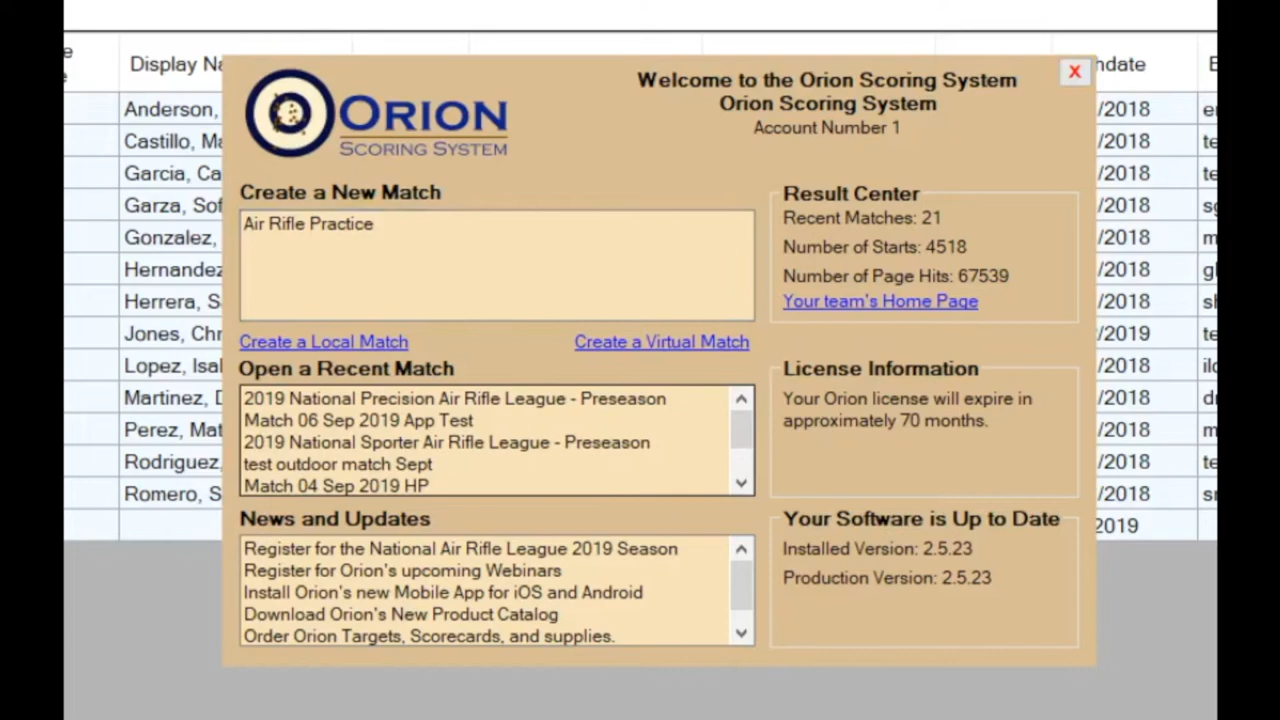 Display Na
ndate
Anderson,
/2018
Castillo, Ma
/2018
te
Garcia, Ca
/2018
te
Garza, Sof
/2018
Gonzalez,
/2018
Hernandez
/2018
Herrera, S
/2018
Jones, Chr
/2019
te
Lopez, Isal
/2018
Martinez, D
/2018
Perez, Mat
/2018
Rodriguez,
/2018
te
Romero, S
/2018
2019
ORION
SCORING SYSTEM
Welcome to the Orion Scoring System
Orion Scoring System
Account Number 1
X
Create a New Match
Air Rifle Practice
Create a Local Match
Create a Virtual Match
Open a Recent Match
2019 National Precision Air Rifle League - Preseason
Match 06 Sep 2019 App Test
2019 National Sporter Air Rifle League - Preseason
test outdoor match Sept
Match 04 Sep 2019 HP
News and Updates
Register for the National Air Rifle League 2019 Season
Register for Orion's upcoming Webinars
Install Orion's new Mobile App for iOS and Android
Download Orion's New Product Catalog
Order Orion Targets, Scorecards, and supplies.
Result Center
Recent Matches: 21
Number of Starts: 4518
Number of Page Hits: 67539
Your team's Home Page
License Information
Your Orion license will expire in
approximately 70 months.
Your Software is Up to Date
Installed Version: 2.5.23
Production Version: 2.5.23